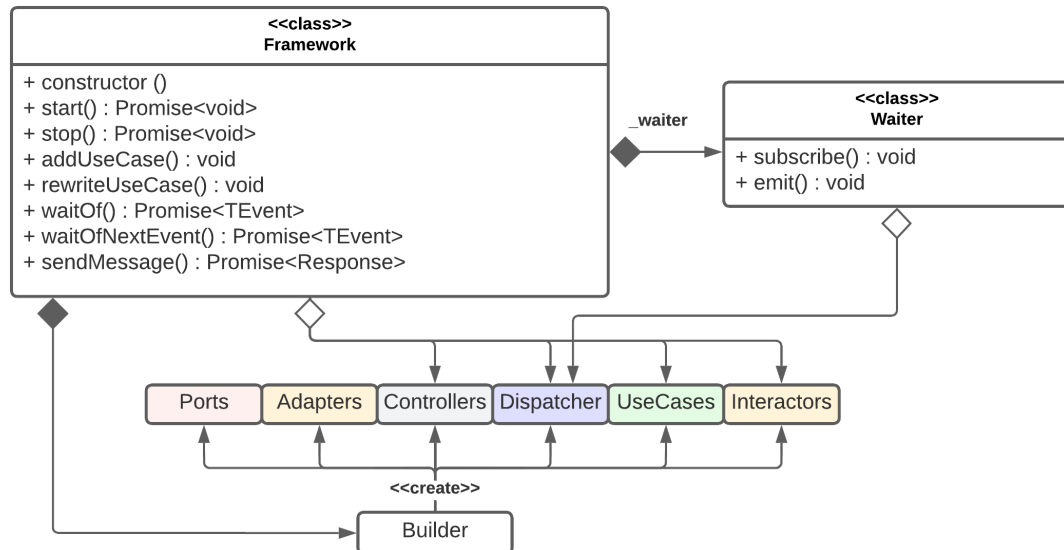 <<class>>
Framework
+ constructor ()
+ start() : Promise<void>
+ stop() : Promise<void>
+ addUseCase() : void
+ rewriteUseCase() : void
+ waitOf() : Promise<TEvent>
+ waitOfNextEvent() : Promise<TEvent>
+ sendMessage() : Promise<Response>
_waiter
<<class>>
Waiter
+ subscribe() : void
+ emit() : void
Ports
Adapters
Controllers
Dispatcher
UseCases
Interactors
<<create>>
Builder